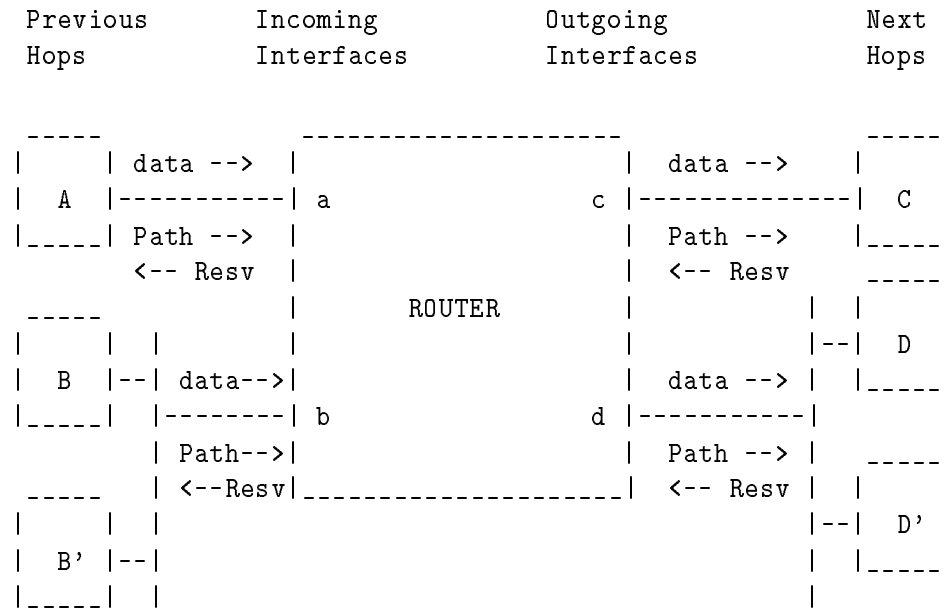 Previous Incoming Outgoing Next
Hops Interfaces Interfaces Hops
data --> data -->
A a c C
Path --> Path -->
<-- Resv <-- Resv
ROUTER
D
B data--> data -->
b d
Path--> Path -->
<--Resv <-- Resv
D'
B'